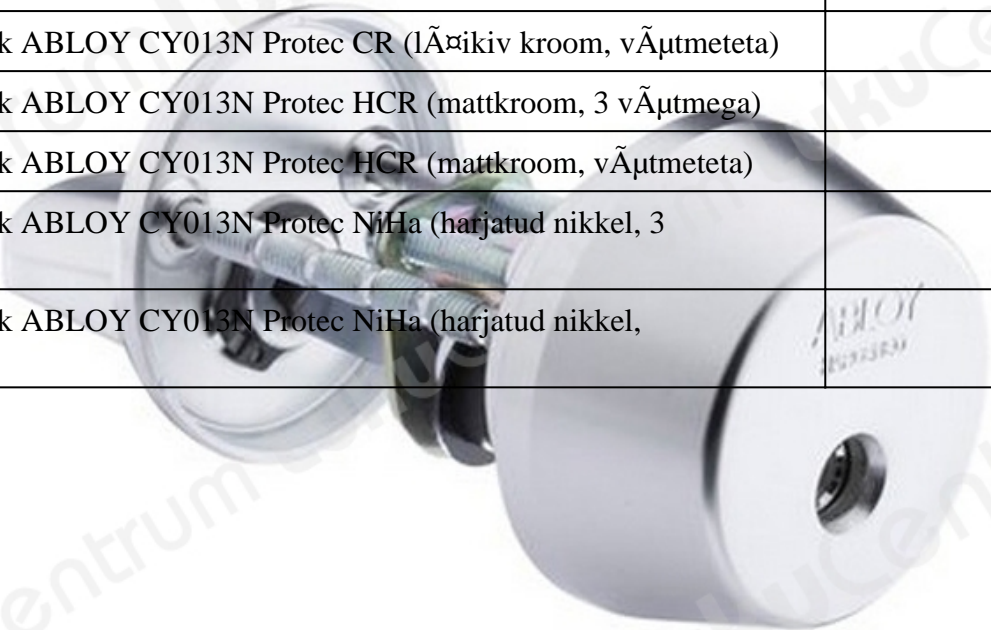 k ABLOY CY013N Protec CR (lÃ¤ikiv kroom, vÃµtmeteta)
k ABLOY CY013N Protec HCR (mattkroom, 3 vÃµtmega)
k ABLOY CY013N Protec HCR (mattkroom, vÃµtmeteta)
k ABLOY CY013N Protec NiHa (harjatud nikkel, 3
k ABLOY CY013N Protec NiHa (harjatud nikkel,
ABLOY